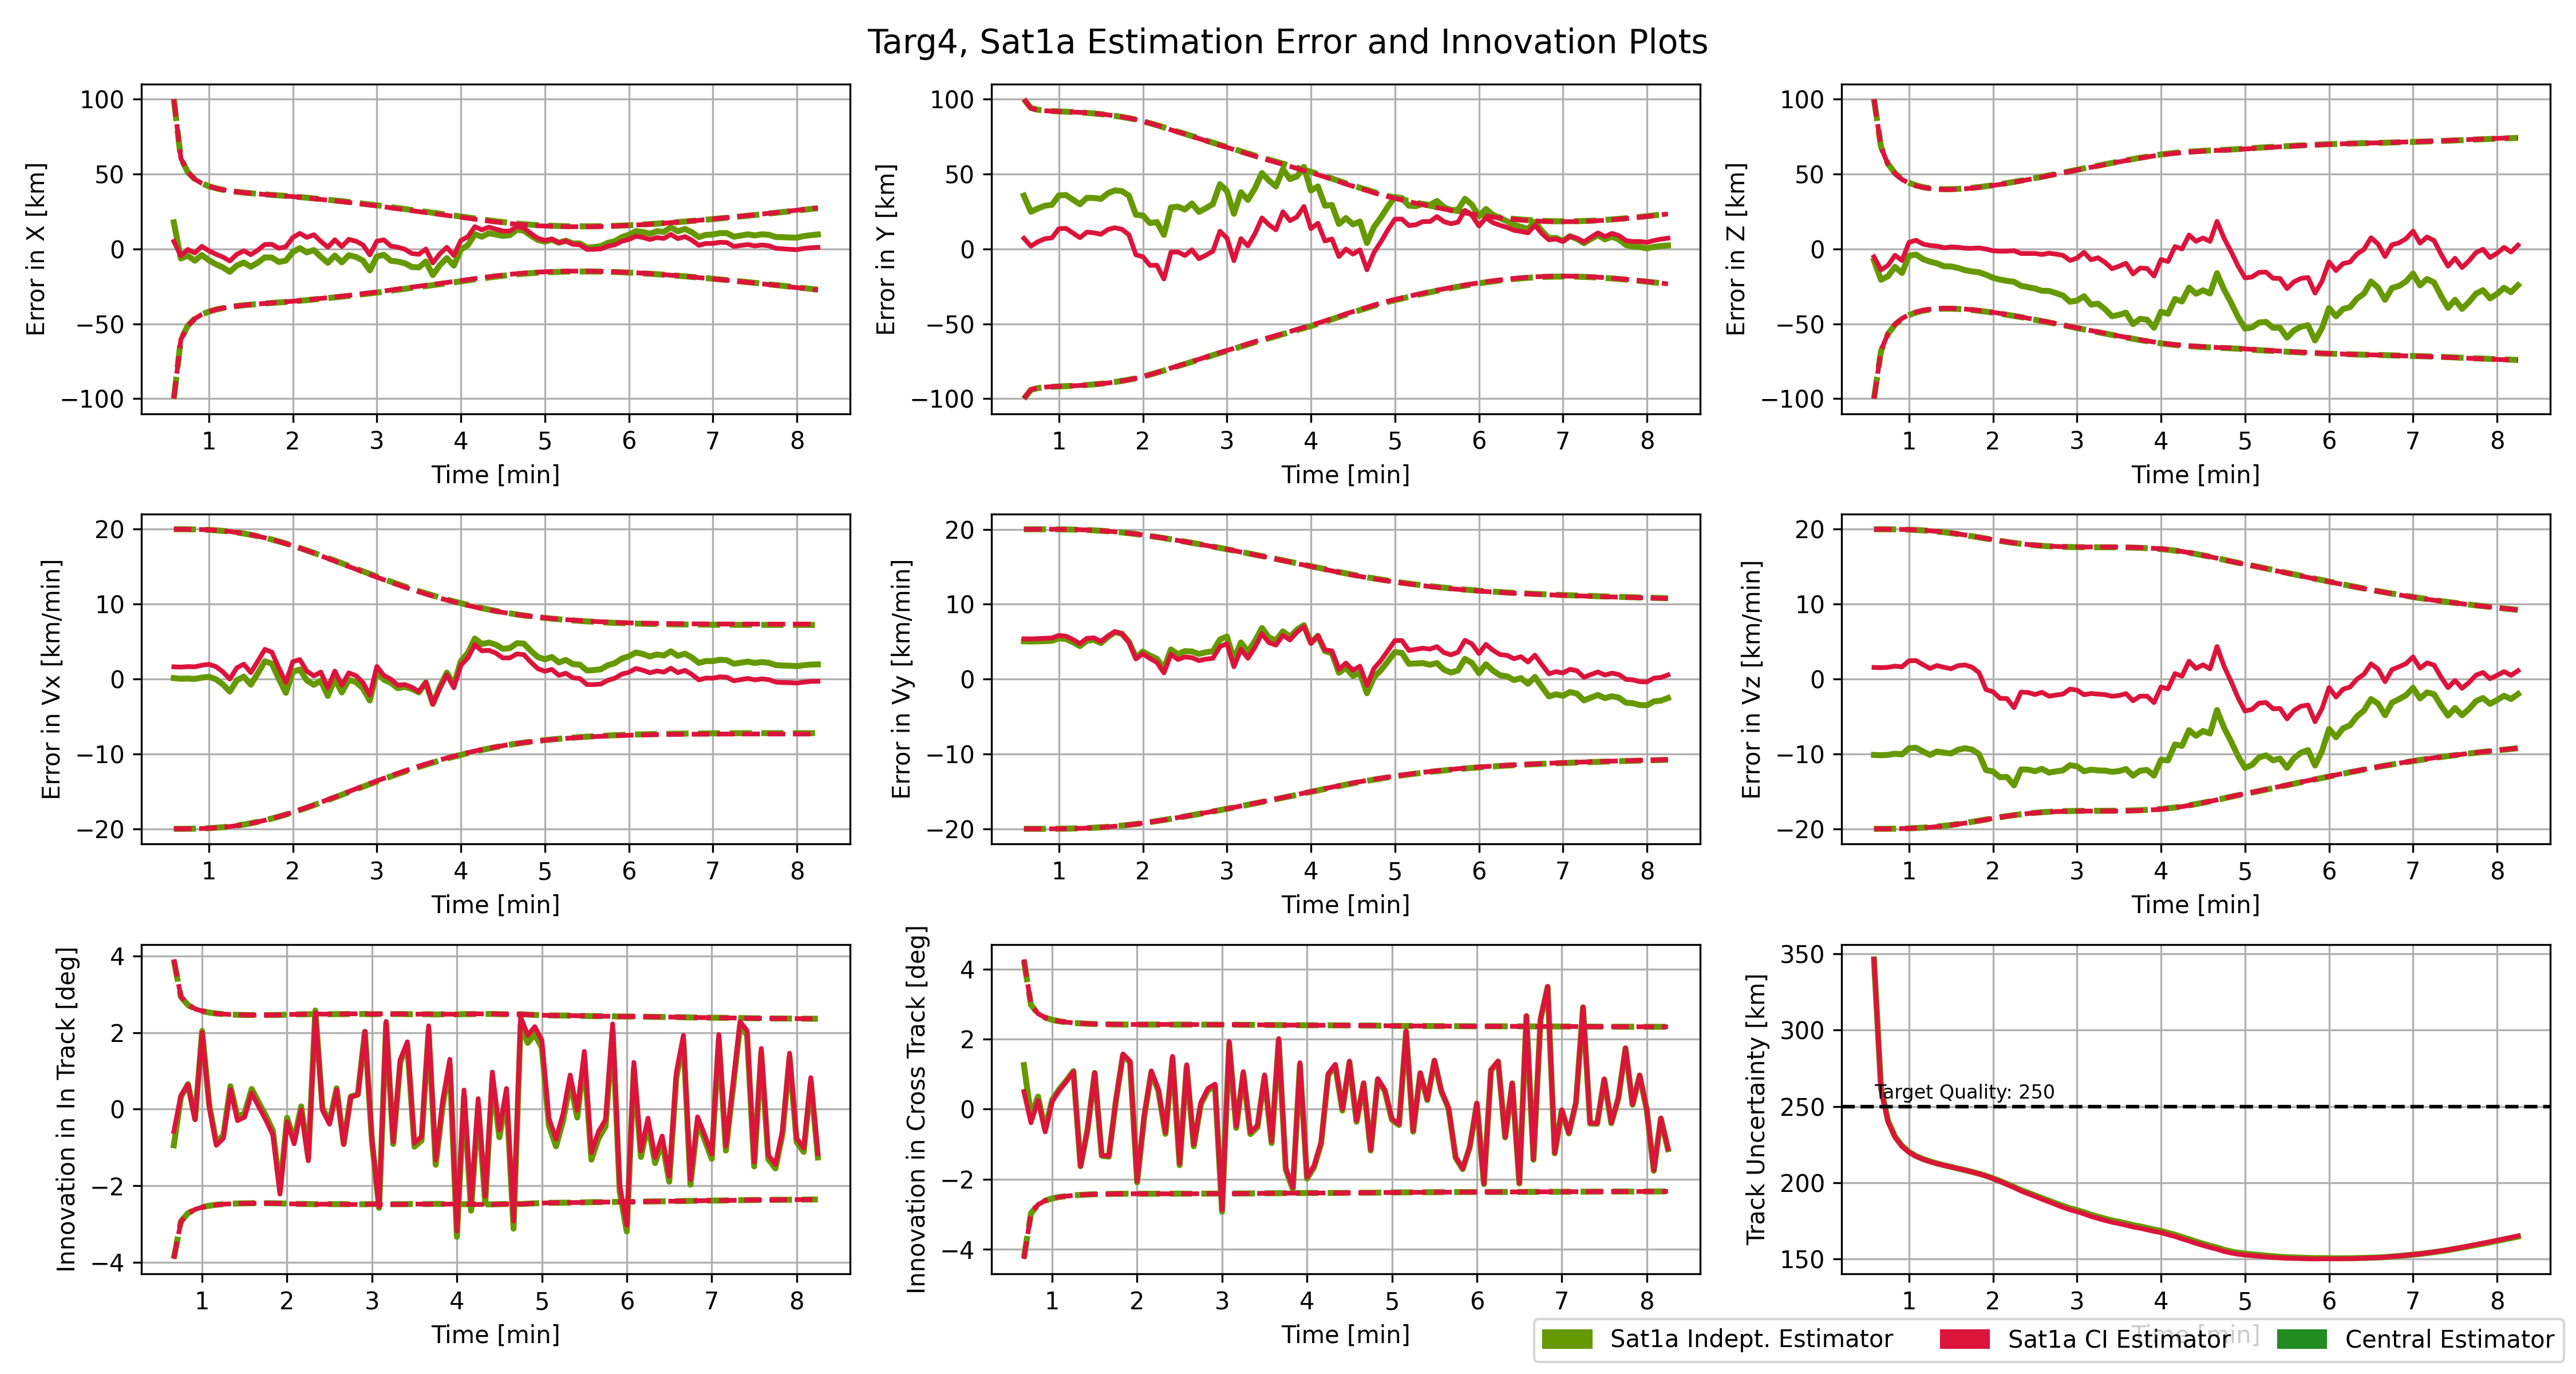 Targ4, Sat1a Estimation Error and Innovation Plots
Error in X [km]
100
50
0
−50
−100
1 2 3 4 5 6 7 8
Time [min]
Error in Y [km]
100
50
0
−50
−100
1 2 3 4 5 6 7 8
Time [min]
Error in Z [km]
100
50
0
−50
−100
1 2 3 4 5 6 7 8
Time [min]
Error in Vx [km/min]
20
10
0
−10
−20
1 2 3 4 5 6 7 8
Time [min]
Error in Vy [km/min]
20
10
0
−10
−20
1 2 3 4 5 6 7 8
Time [min]
Error in Vz [km/min]
20
10
0
−10
−20
1 2 3 4 5 6 7 8
Time [min]
Innovation in In Track [deg]
4
2
0
−2
−4
1 2 3 4 5 6 7 8
Time [min]
Innovation in Cross Track [deg]
4
2
0
−2
−4
1 2 3 4 5 6 7 8
Time [min]
Track Uncertainty [km]
350
300
250
200
150
Target Quality: 250
1 2 3 4 5 6 7 8
Time [min]
Sat1a Indept. Estimator Sat1a CI Estimator Central Estimator